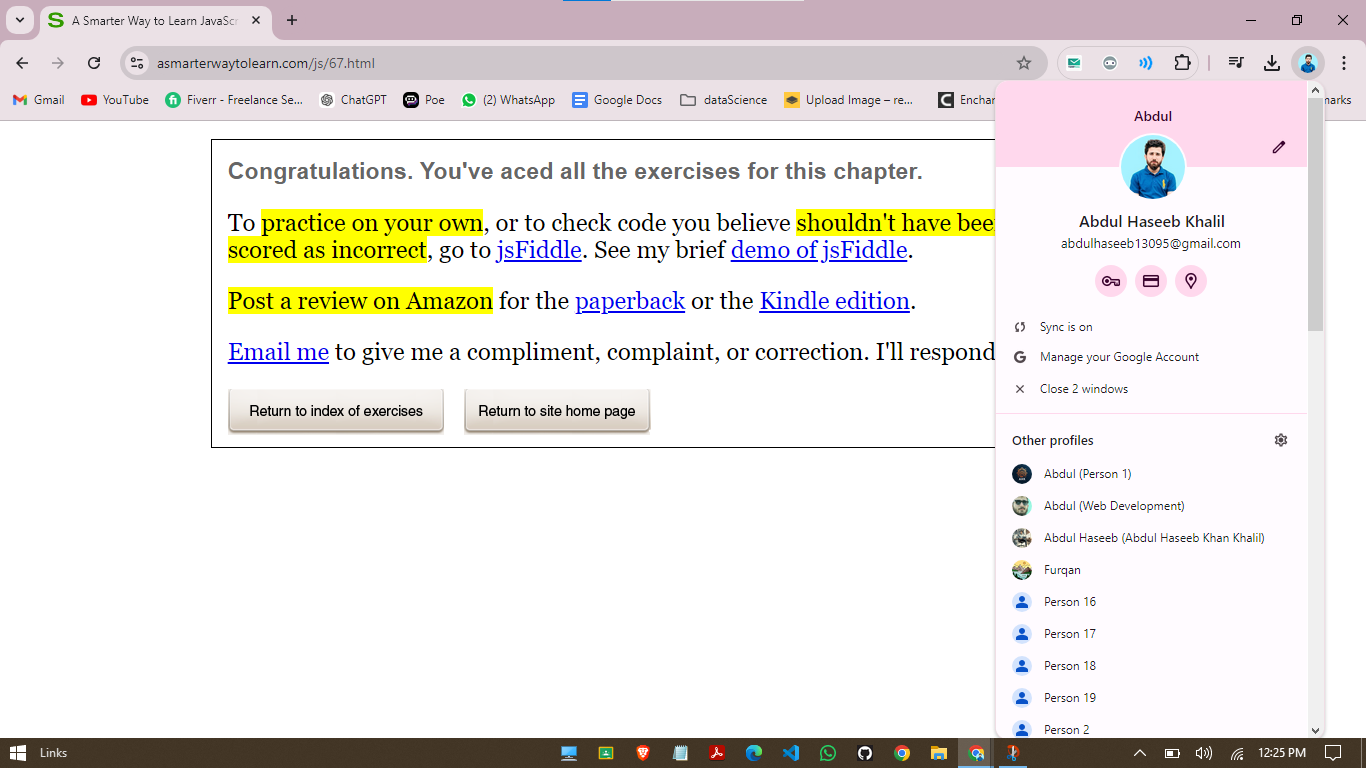 A Smarter Way to Learn JavaScr
asmarterwaytolearn.com/js/67.html
Gmail
YouTube
Fiverr - Freelance Se...
ChatGPT
Poe
(2) WhatsApp
Google Docs
dataScience
Upload Image – re...
Enchar
marks
Congratulations. You've aced all the exercises for this chapter.
To practice on your own, or to check code you believe shouldn't have been
scored as incorrect, go to jsFiddle. See my brief demo of jsFiddle.
Post a review on Amazon for the paperback or the Kindle edition.
Email me to give me a compliment, complaint, or correction. I'll respond
Return to index of exercises
Return to site home page
Abdul
Abdul Haseeb Khalil
abdulhaseeb13095@gmail.com
Sync is on
Manage your Google Account
Close 2 windows
Other profiles
Abdul (Person 1)
Abdul (Web Development)
Abdul Haseeb (Abdul Haseeb Khan Khalil)
Furqan
Person 16
Person 17
Person 18
Person 19
Person 2
Links
12:25 PM